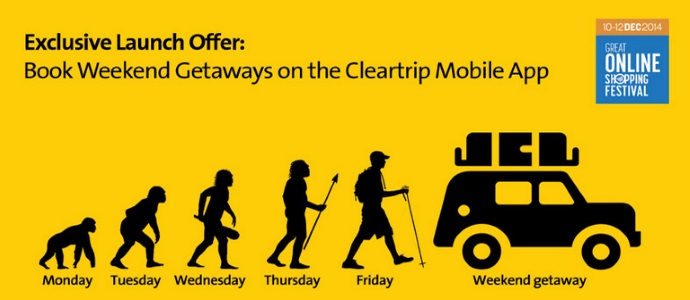 Exclusive Launch Offer:
Book Weekend Getaways on the Cleartrip Mobile App
10-12 DEC 2014
GREAT
ONLINE
SHOPPING
FESTIVAL
Monday Tuesday Wednesday Thursday Friday Weekend getaway